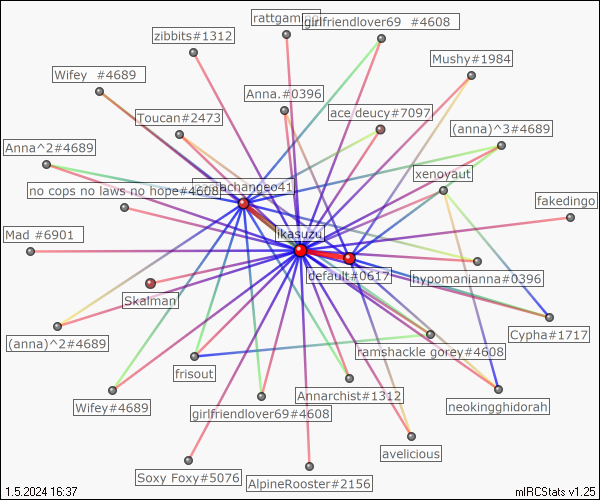 rattgam
girlfriendlover69 #4608
zibbits#1312
Mushy#1984
Wifey #4689
Anna.#0396
ace deucy#7097
Toucan#2473
(anna)^3#4689
Anna^2#4689
xenoyaut
no cops no laws no hope#4608
achangeo41
fakedingo
Mad #6901
ikasuzu
default#0617
hypomanianna#0396
Skalman
Cypha#1717
(anna)^2#4689
ramshackle gorey#4608
frisout
Annarchist#1312
Wifey#4689
girlfriendlover69#4608
neokingghidorah
avelicious
Soxy Foxy#5076
AlpineRooster#2156
1.5.2024 16:37
mIRCStats v1.25